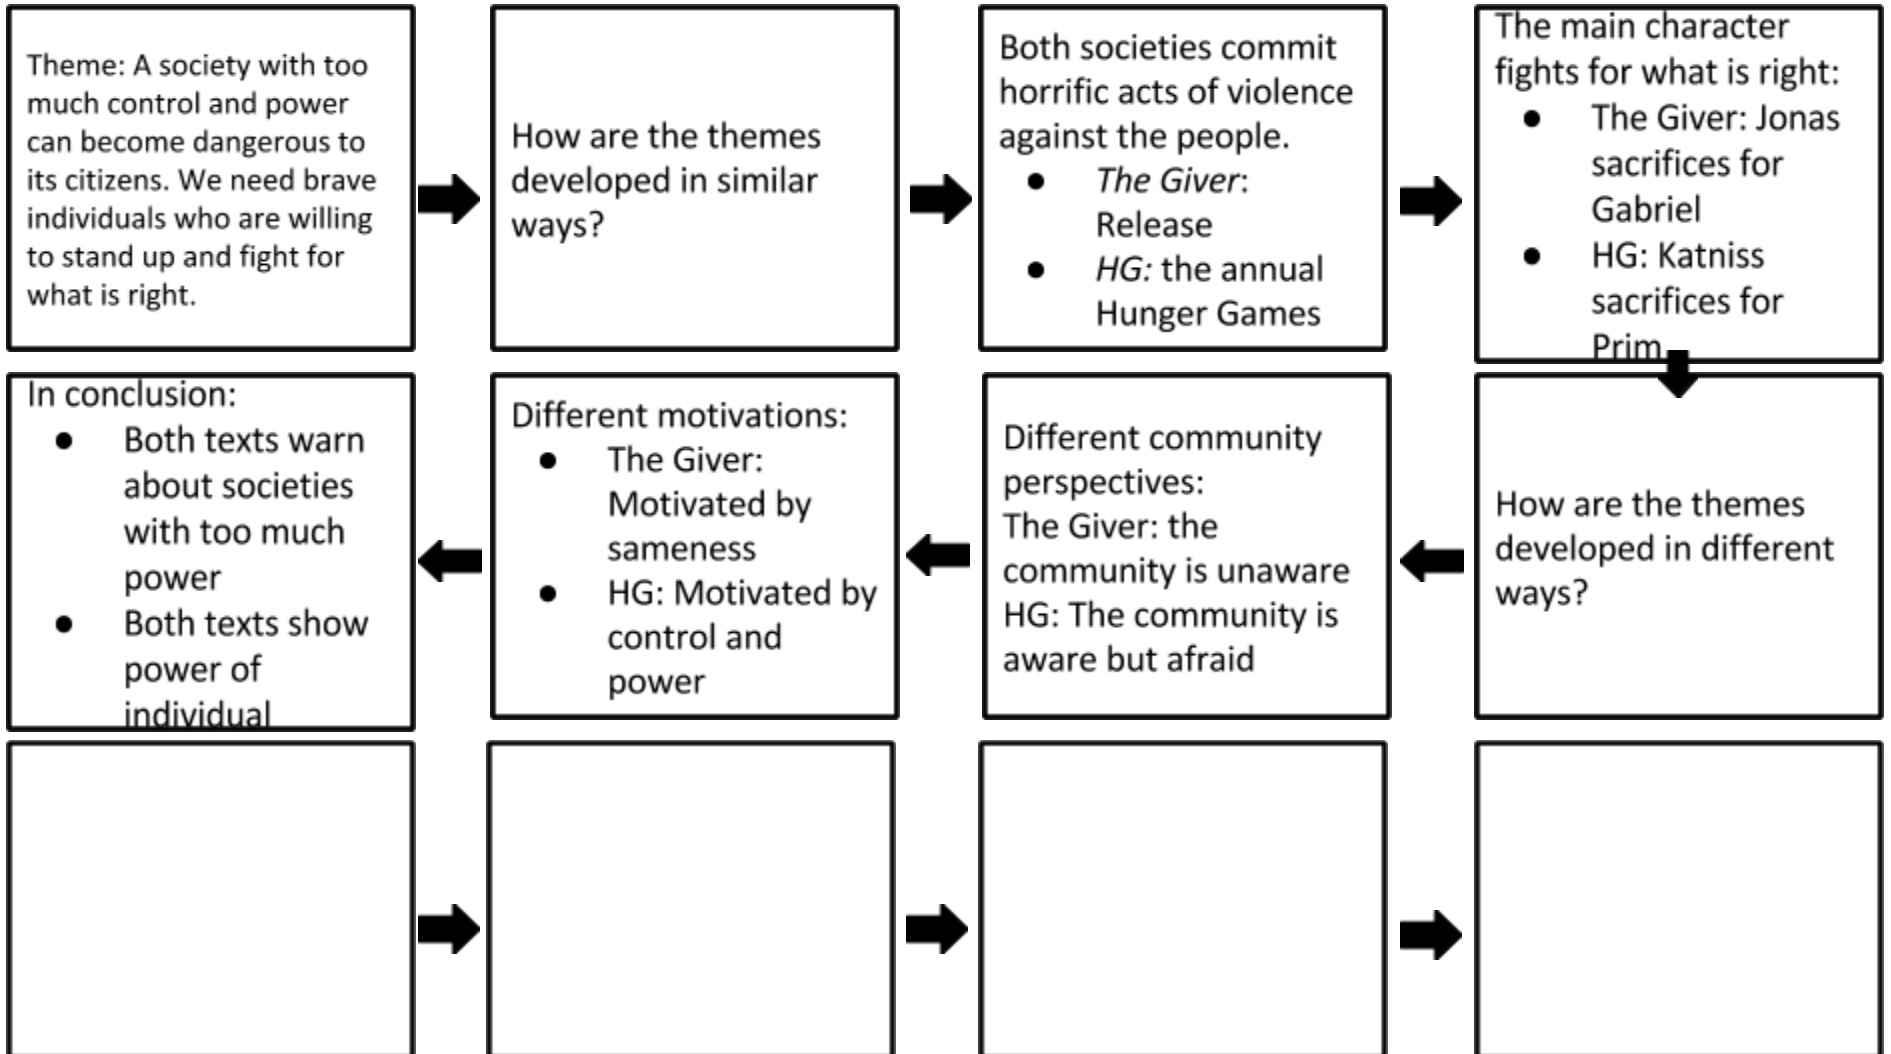 Theme: A society with too
much control and power
can become dangerous to
its citizens. We need brave
individuals who are willing
to stand up and fight for
what is right.
How are the themes
developed in similar
ways?
Both societies commit
horrific acts of violence
against the people.
● The Giver:
Release
● HG: the annual
Hunger Games
The main character
fights for what is right:
● The Giver: Jonas
sacrifices for
Gabriel
● HG: Katniss
sacrifices for
Prim
How are the themes
developed in different
ways?
Different community
perspectives:
The Giver: the
community is unaware
HG: The community is
aware but afraid
Different motivations:
● The Giver:
Motivated by
sameness
● HG: Motivated by
control and
power
In conclusion:
● Both texts warn
about societies
with too much
power
● Both texts show
power of
individual